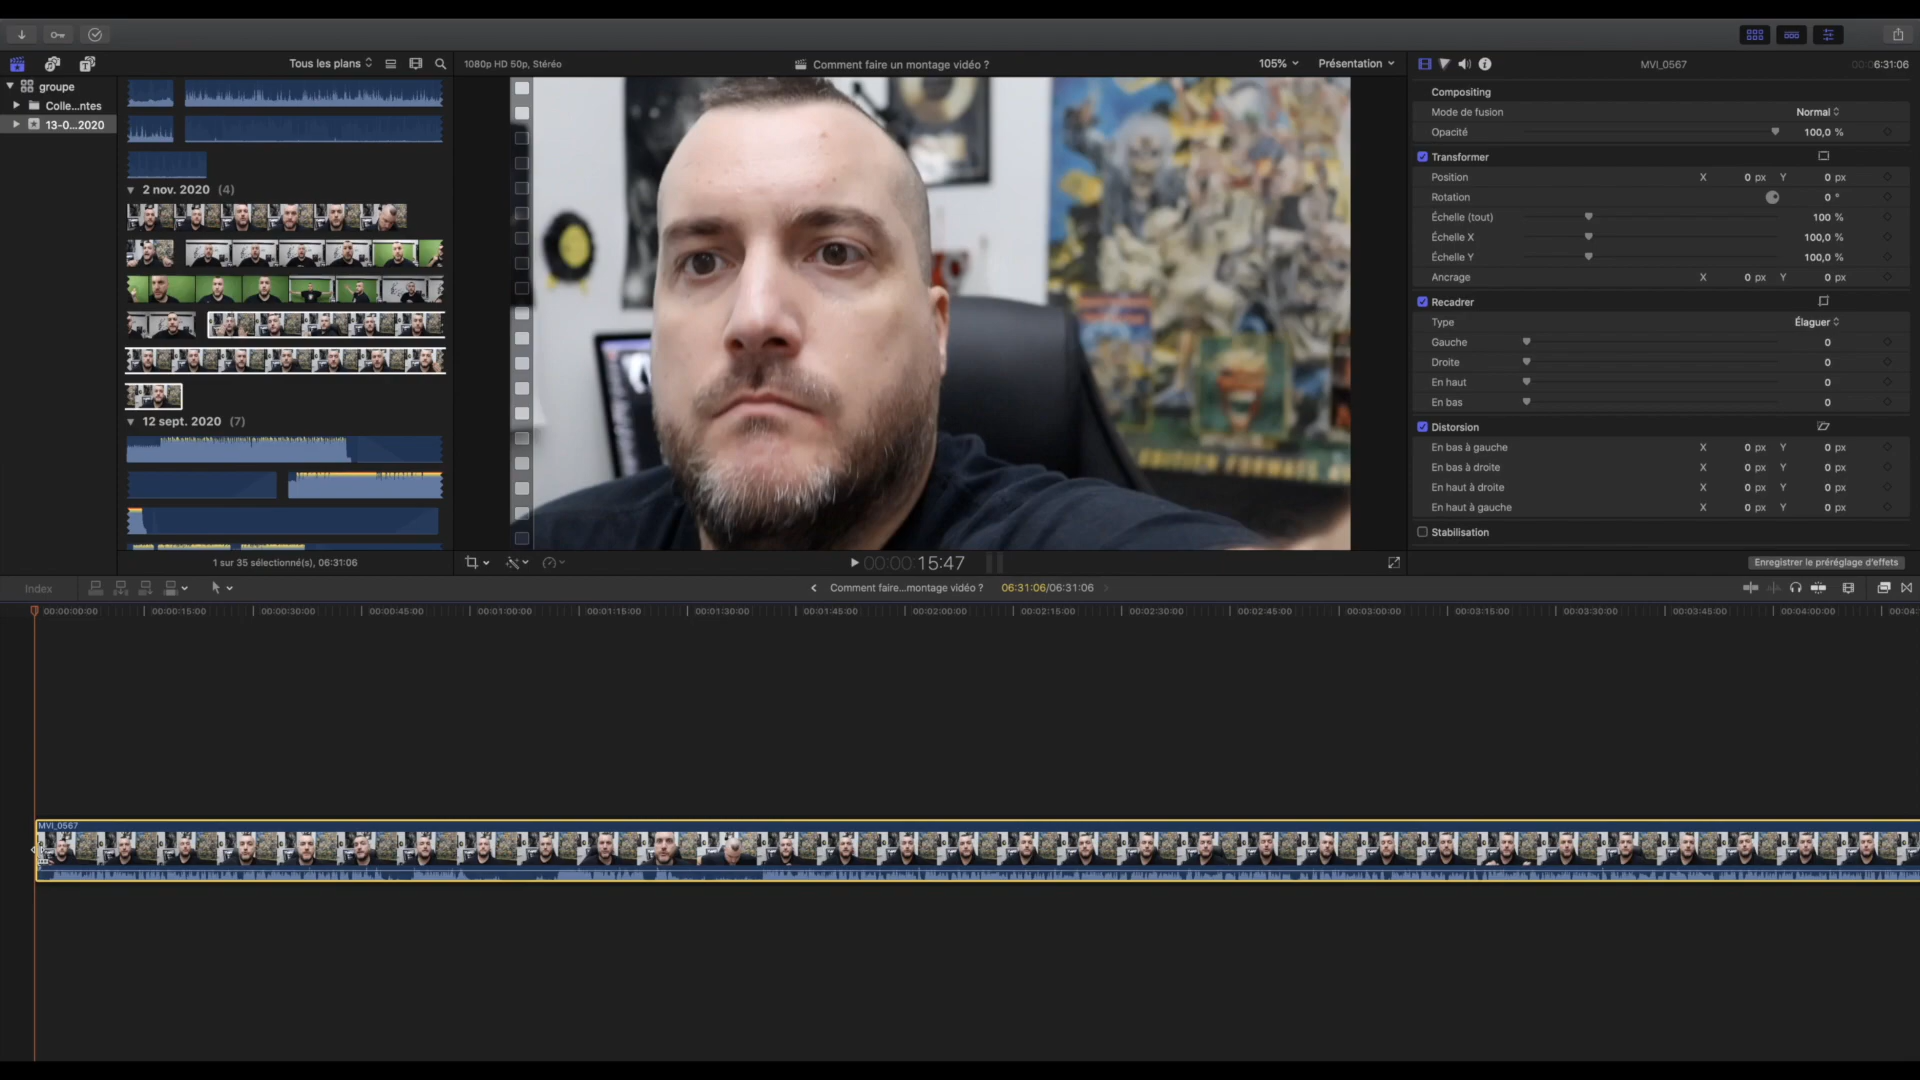 Tous les plans
1080p HD 50p, Stéréo
Comment faire un montage vidéo ?
105%
Présentation
MVI_0567
00:06:31:06
groupe
Colle...ntes
13-0...2020
2 nov. 2020 (4)
12 sept. 2020 (7)
1 sur 35 sélectionné(s), 06:31:06
00:00:15:47
Compositing
Mode de fusion Normal
Opacité 100,0 %
Transformer
Position X 0 px Y 0 px
Rotation 0 °
Échelle (tout) 100 %
Échelle X 100,0 %
Échelle Y 100,0 %
Ancrage X 0 px Y 0 px
Recadrer
Type Élaguer
Gauche 0
Droite 0
En haut 0
En bas 0
Distorsion
En bas à gauche X 0 px Y 0 px
En bas à droite X 0 px Y 0 px
En haut à droite X 0 px Y 0 px
En haut à gauche X 0 px Y 0 px
Stabilisation
Enregistrer le préréglage d'effets
Index
Comment faire...montage vidéo ?
06:31:06/06:31:06
00:00:00:00 00:00:15:00 00:00:30:00 00:00:45:00 00:01:00:00 00:01:15:00 00:01:30:00 00:01:45:00 00:02:00:00 00:02:15:00 00:02:30:00 00:02:45:00 00:03:00:00 00:03:15:00 00:03:30:00 00:03:45:00 00:04:00:00 00:04:
MVI_0567